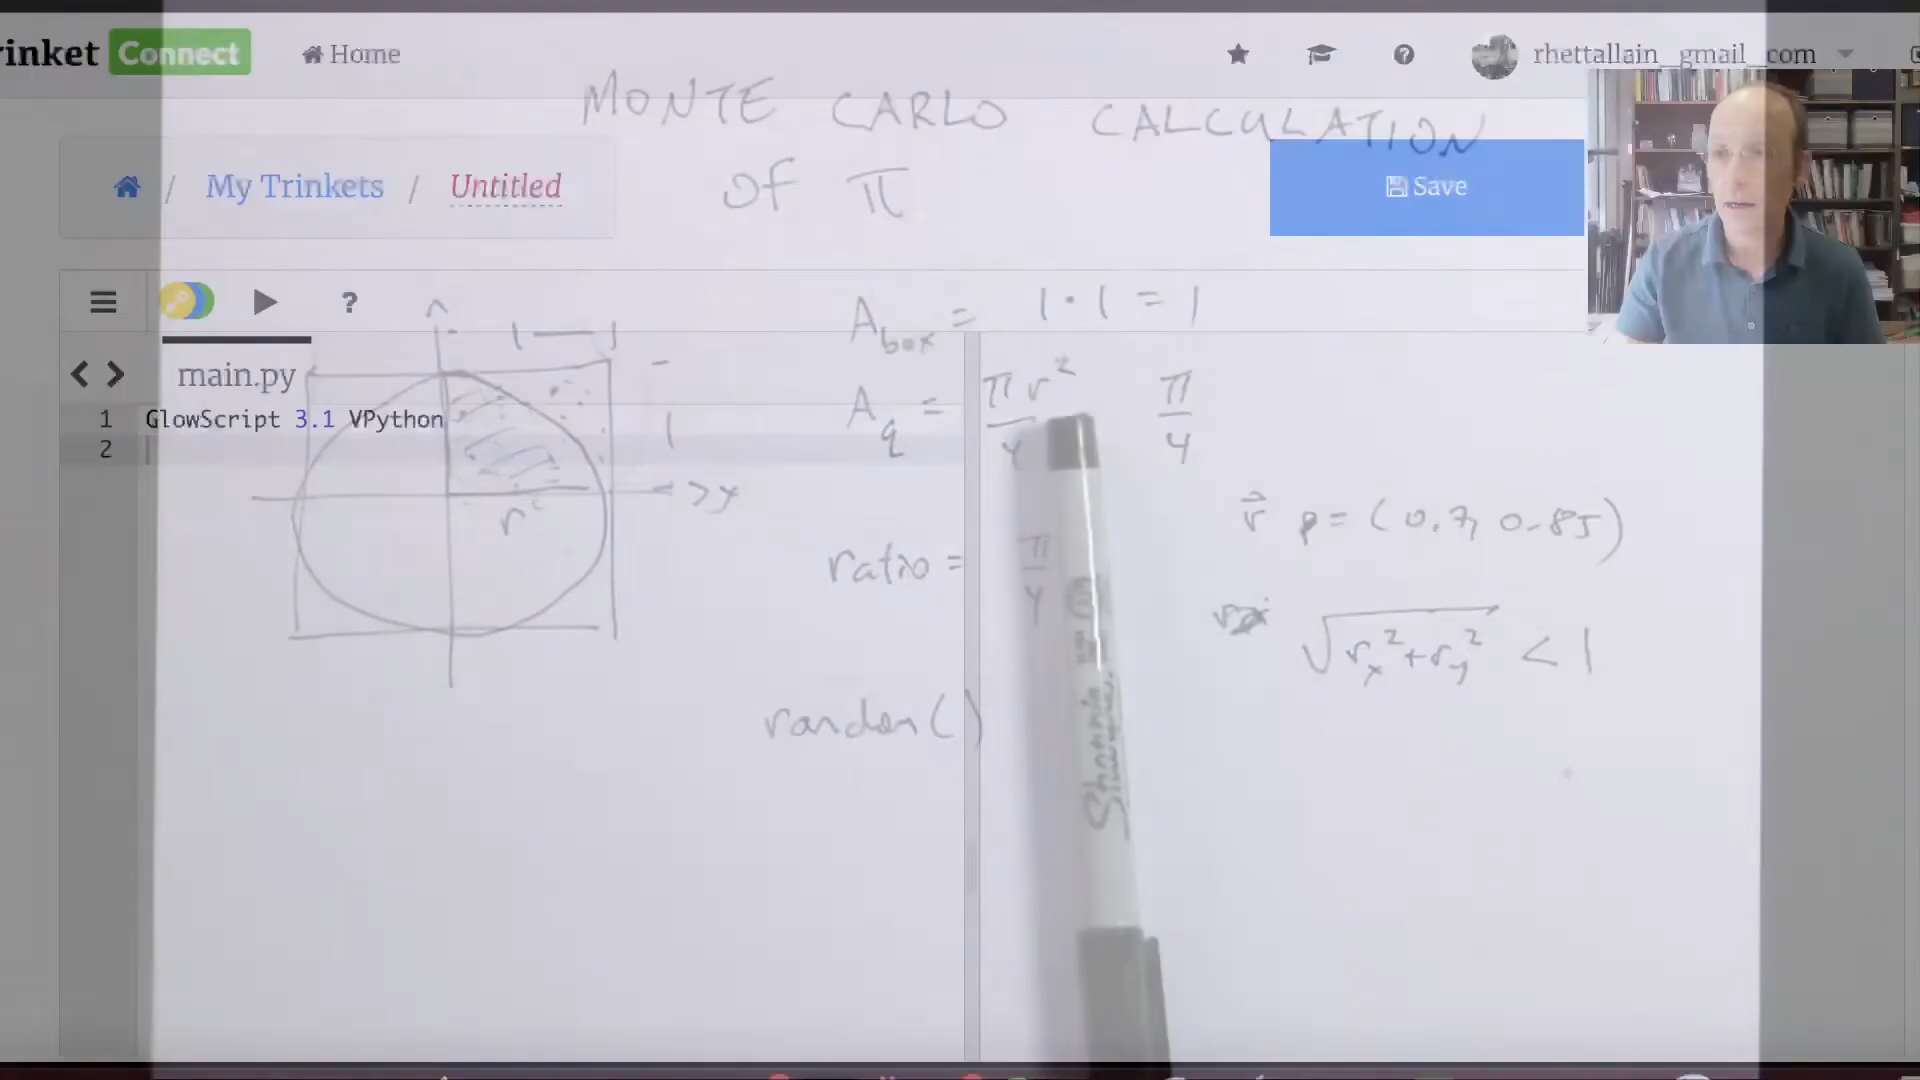 rinket Connect Home rhettallain_gmail_com
MONTE CARLO CALCULATION
OF π
/ My Trinkets / Untitled
Save
?
A_box = 1 · 1 = 1
1
main.py
1 GlowScript 3.1 VPython
2
A_q = πr²/4 π/4
1
r
r⃗ p = (0.7, 0.85)
ratio = π/4
√(r_x² + r_y²) < 1
random()
Sharpie